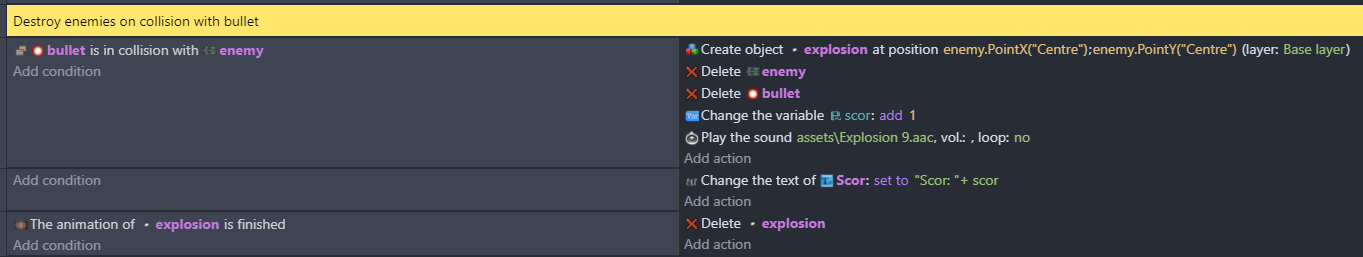 Destroy enemies on collision with bullet
bullet is in collision with enemy
Add condition
Create object explosion at position enemy.PointX("Centre");enemy.PointY("Centre") (layer: Base layer)
Delete enemy
Delete bullet
Var Change the variable scor: add 1
Play the sound assets\Explosion 9.aac, vol.: , loop: no
Add action
Add condition
txt Change the text of Scor: set to "Scor: "+ scor
Add action
The animation of explosion is finished
Add condition
Delete explosion
Add action